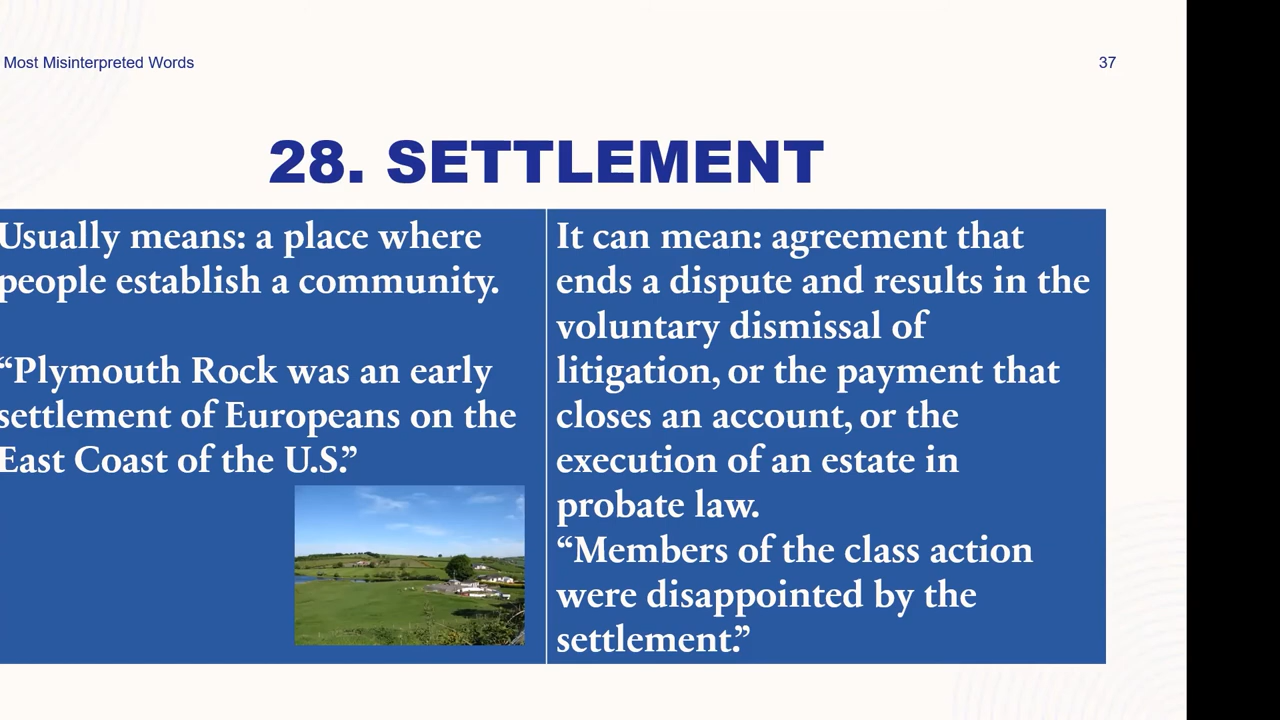 Most Misinterpreted Words
37
28. SETTLEMENT
Usually means: a place where
people establish a community.
“Plymouth Rock was an early
settlement of Europeans on the
East Coast of the U.S.”
It can mean: agreement that
ends a dispute and results in the
voluntary dismissal of
litigation, or the payment that
closes an account, or the
execution of an estate in
probate law.
“Members of the class action
were disappointed by the
settlement.”